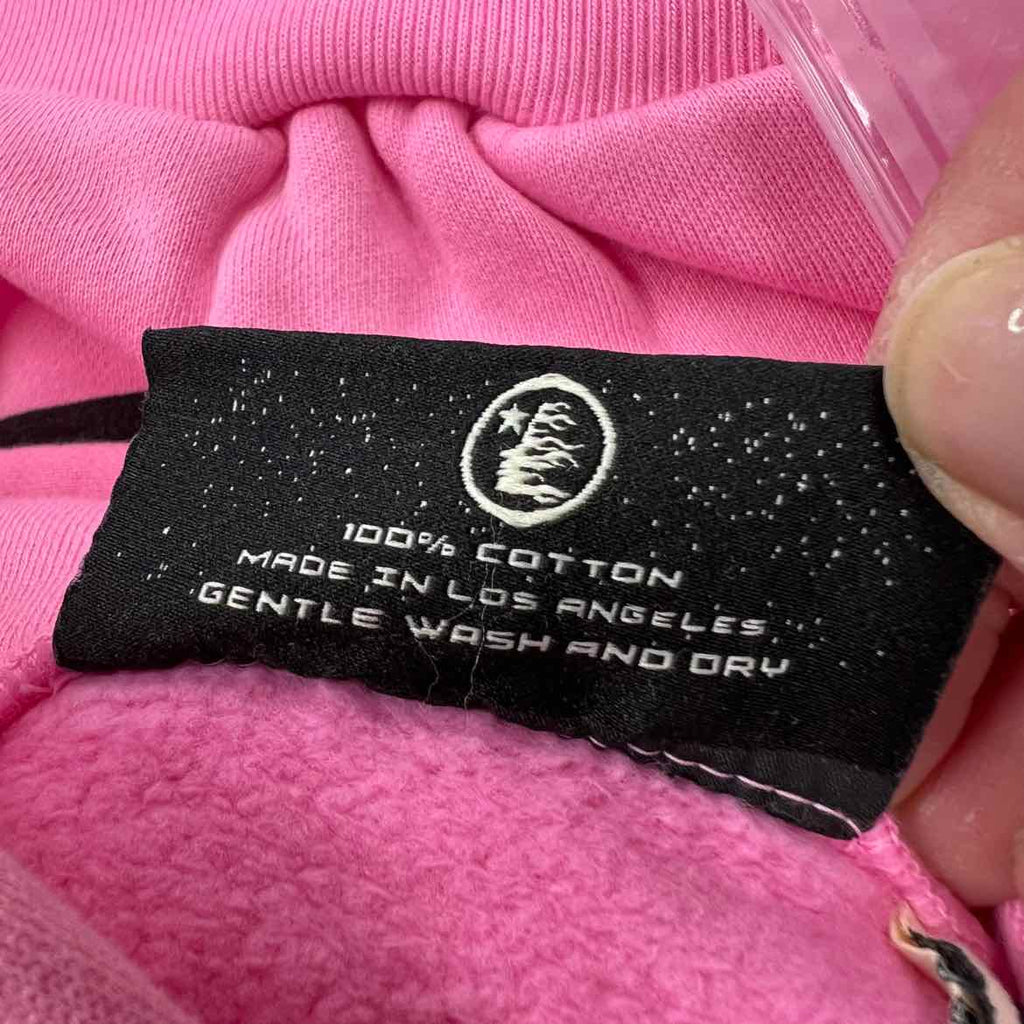 100% COTTON
MADE IN LOS ANGELES
GENTLE WASH AND DRY